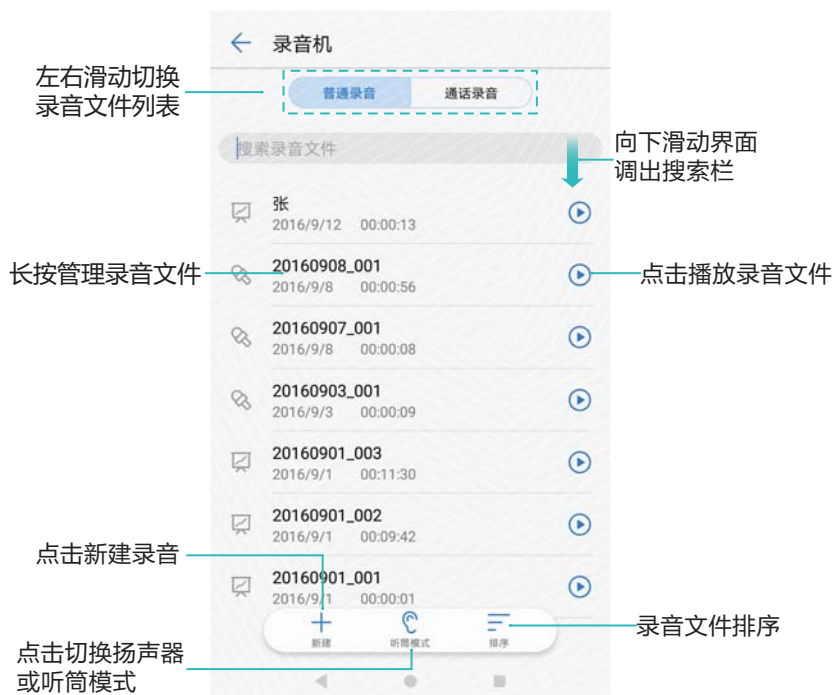 录音机
左右滑动切换
录音文件列表
普通录音
通话录音
搜索录音文件
向下滑动界面
调出搜索栏
张
2016/9/12 00:00:13
长按管理录音文件
20160908_001
2016/9/8 00:00:56
点击播放录音文件
20160907_001
2016/9/8 00:00:08
20160903_001
2016/9/3 00:00:09
20160901_003
2016/9/1 00:11:30
20160901_002
2016/9/1 00:09:42
点击新建录音
20160901_001
2016/9/1 00:00:01
新建
听筒模式
排序
录音文件排序
点击切换扬声器
或听筒模式